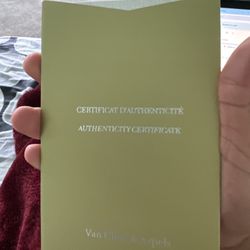 CERTIFICAT D'AUTHENTICITÉ
AUTHENTICITY CERTIFICATE
Van Cleef & Arpels